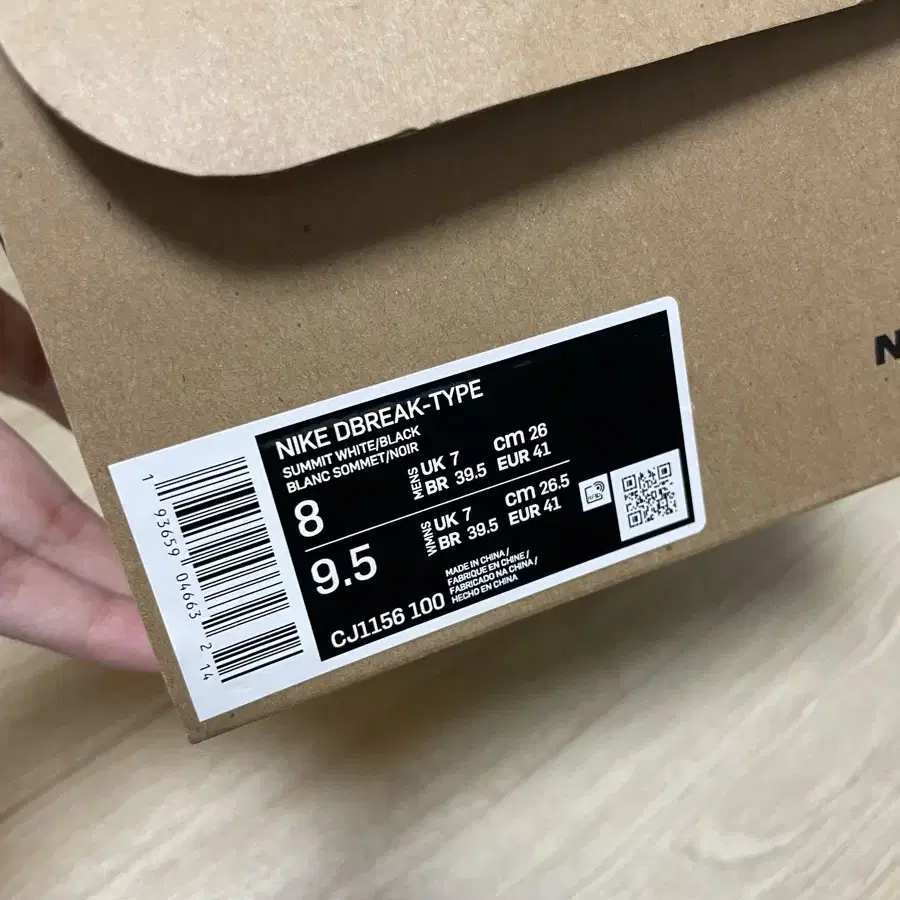 NIKE DBREAK-TYPE
SUMMIT WHITE/BLACK
BLANC SOMMET/NOIR
8
MENS UK 7 cm 26
BR 39.5 EUR 41
9.5
WMNS UK 7 cm 26.5
BR 39.5 EUR 41
CJ1156 100
MADE IN CHINA/
FABRIQUE EN CHINE/
FABRICADO NA CHINA/
HECHO EN CHINA
1 93659 04663 2 14
N